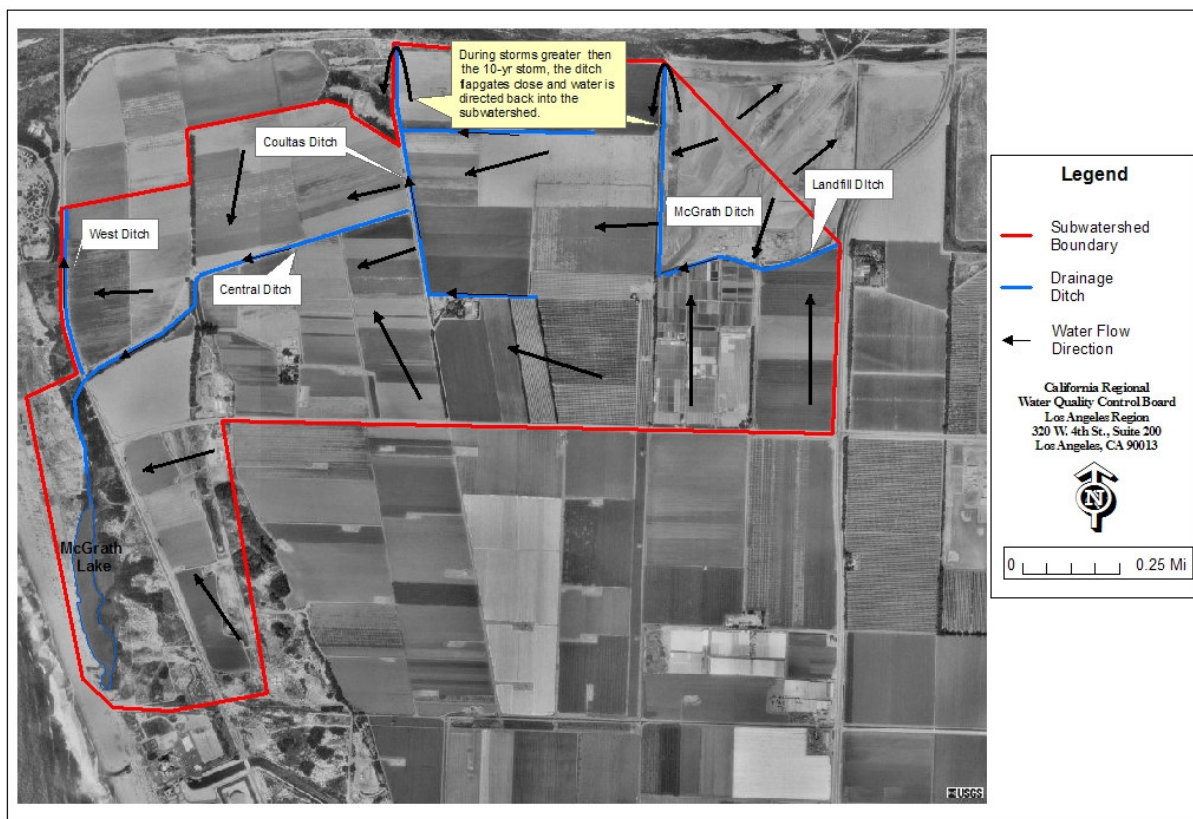 During storms greater then
the 10-yr storm, the ditch
flapgates close and water is
directed back into the
subwatershed.
Coultas Ditch
Landfill Ditch
McGrath Ditch
West Ditch
Central Ditch
McGrath
Lake
USGS
Legend
Subwatershed
Boundary
Drainage
Ditch
Water Flow
Direction
California Regional
Water Quality Control Board
Los Angeles Region
320 W. 4th St., Suite 200
Los Angeles, CA 90013
N
0 0.25 Mi